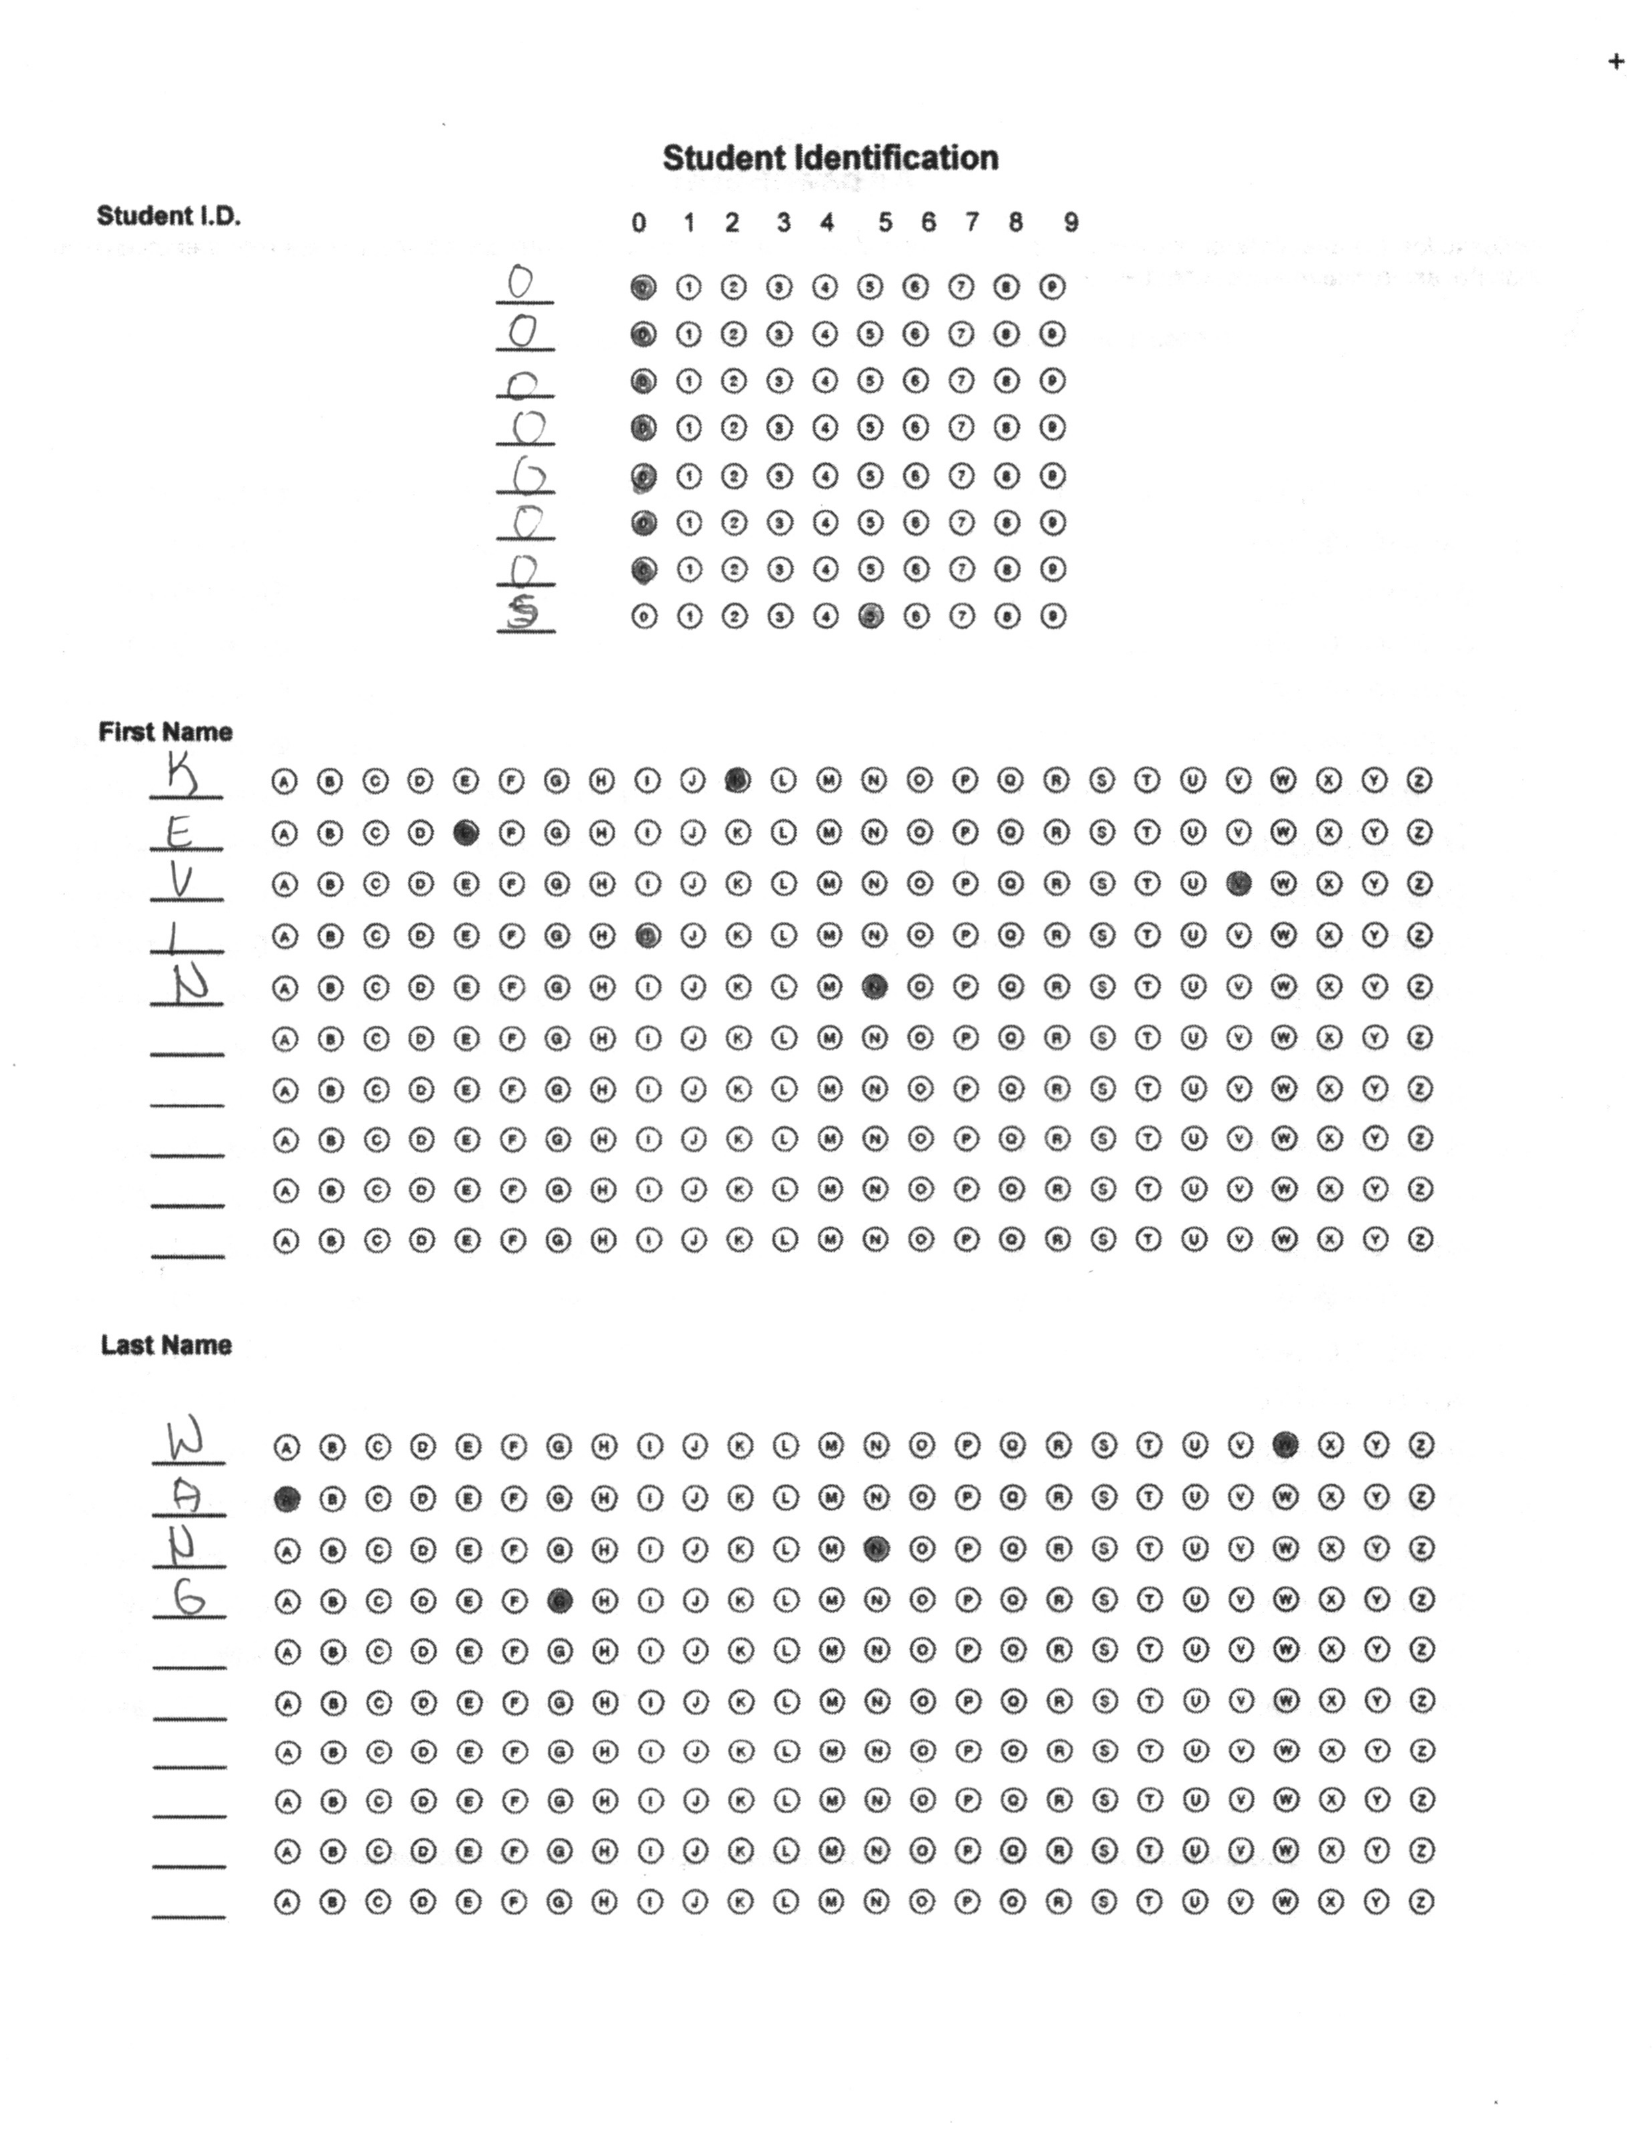 +
Student Identification
Student I.D. 0 1 2 3 4 5 6 7 8 9
0 0 1 2 3 4 5 6 7 8 9
0 0 1 2 3 4 5 6 7 8 9
0 0 1 2 3 4 5 6 7 8 9
0 0 1 2 3 4 5 6 7 8 9
0 0 1 2 3 4 5 6 7 8 9
0 0 1 2 3 4 5 6 7 8 9
0 0 1 2 3 4 5 6 7 8 9
5 0 1 2 3 4 5 6 7 8 9
First Name
K A B C D E F G H I J K L M N O P Q R S T U V W X Y Z
E A B C D E F G H I J K L M N O P Q R S T U V W X Y Z
V A B C D E F G H I J K L M N O P Q R S T U V W X Y Z
I A B C D E F G H I J K L M N O P Q R S T U V W X Y Z
N A B C D E F G H I J K L M N O P Q R S T U V W X Y Z
A B C D E F G H I J K L M N O P Q R S T U V W X Y Z
A B C D E F G H I J K L M N O P Q R S T U V W X Y Z
A B C D E F G H I J K L M N O P Q R S T U V W X Y Z
A B C D E F G H I J K L M N O P Q R S T U V W X Y Z
A B C D E F G H I J K L M N O P Q R S T U V W X Y Z
Last Name
W A B C D E F G H I J K L M N O P Q R S T U V W X Y Z
A A B C D E F G H I J K L M N O P Q R S T U V W X Y Z
N A B C D E F G H I J K L M N O P Q R S T U V W X Y Z
G A B C D E F G H I J K L M N O P Q R S T U V W X Y Z
A B C D E F G H I J K L M N O P Q R S T U V W X Y Z
A B C D E F G H I J K L M N O P Q R S T U V W X Y Z
A B C D E F G H I J K L M N O P Q R S T U V W X Y Z
A B C D E F G H I J K L M N O P Q R S T U V W X Y Z
A B C D E F G H I J K L M N O P Q R S T U V W X Y Z
A B C D E F G H I J K L M N O P Q R S T U V W X Y Z